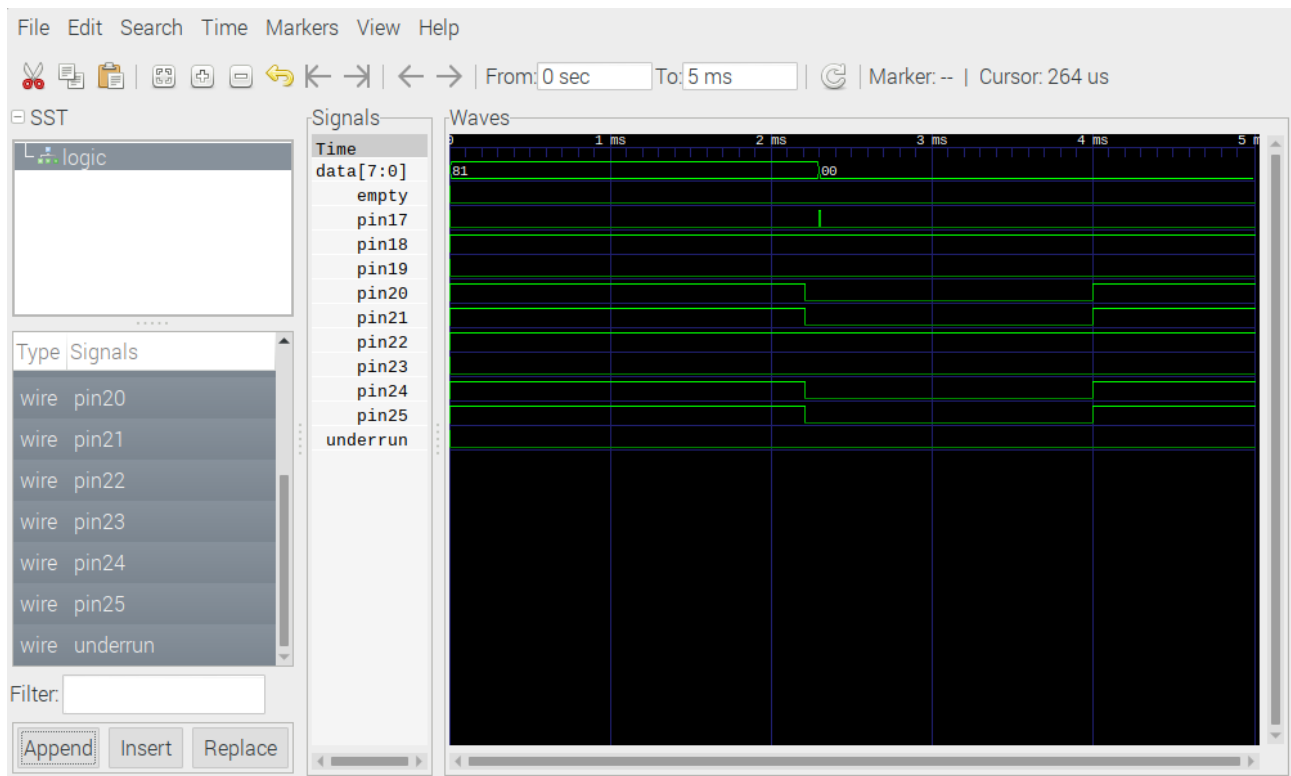 File Edit Search Time Markers View Help
From: 0 sec To: 5 ms Marker: -- | Cursor: 264 us
SST
logic
Type Signals
wire pin20
wire pin21
wire pin22
wire pin23
wire pin24
wire pin25
wire underrun
Filter:
Append Insert Replace
Signals
Time
data[7:0]
empty
pin17
pin18
pin19
pin20
pin21
pin22
pin23
pin24
pin25
underrun
Waves
1 ms 2 ms 3 ms 4 ms 5 m
81 00